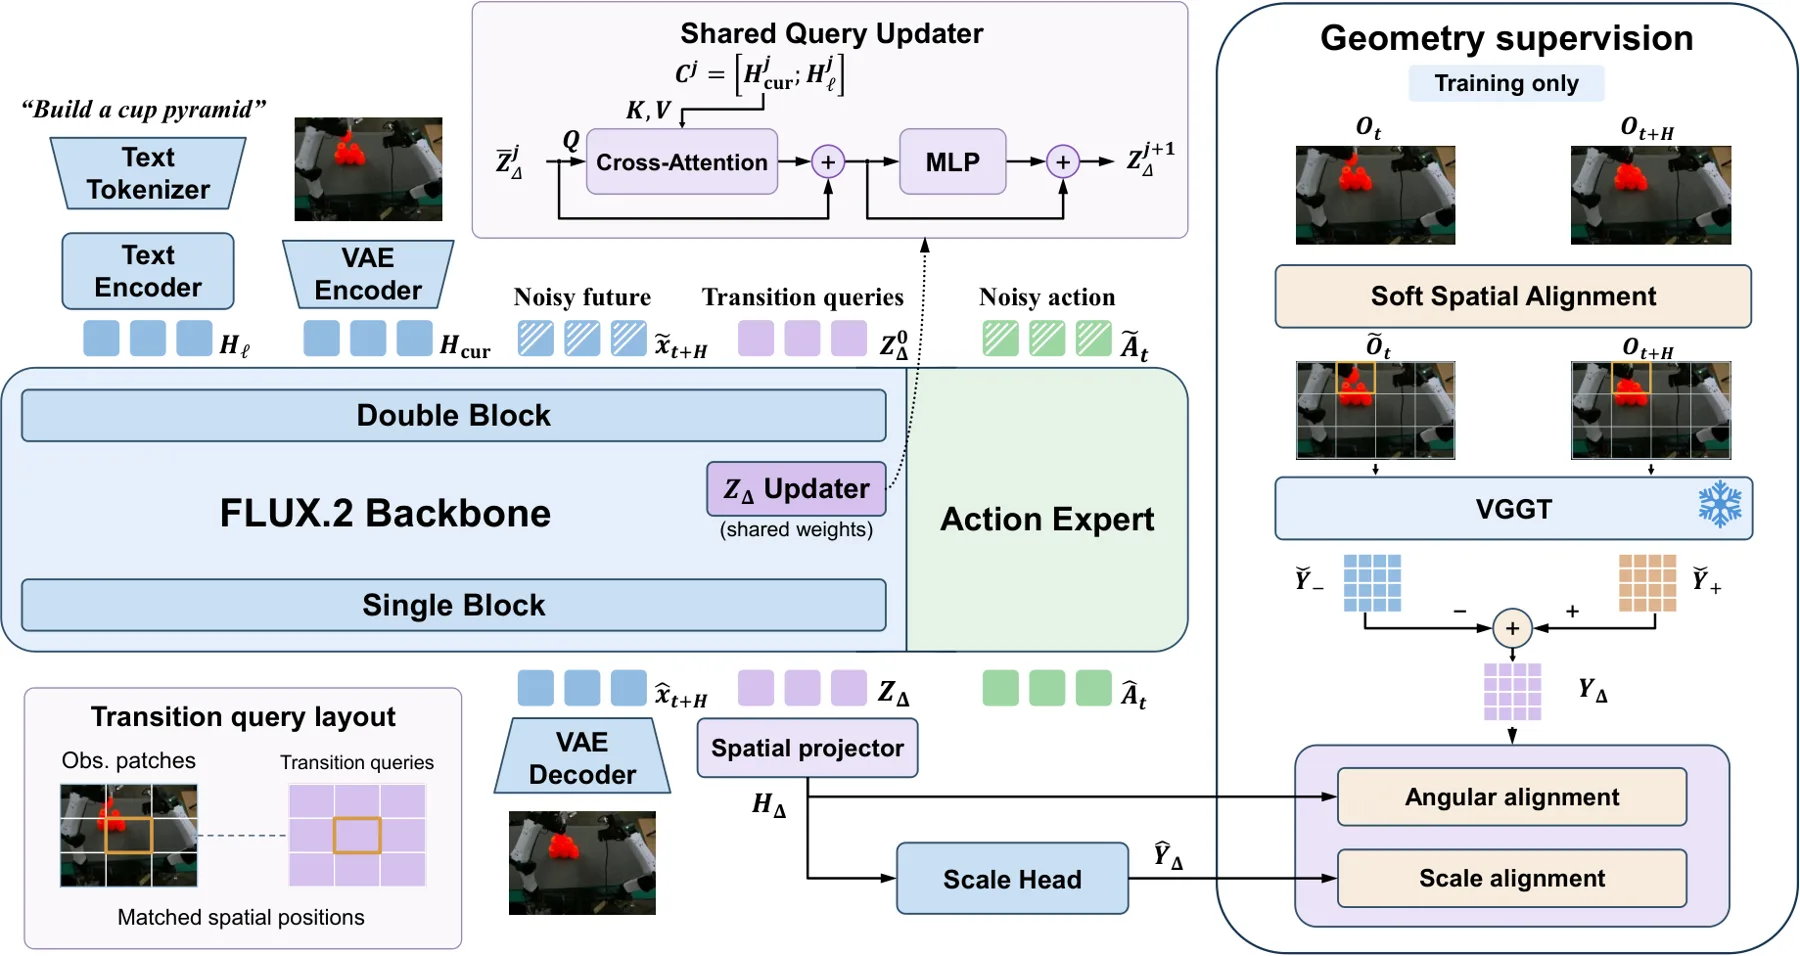 Shared Query Updater
C^j = [H^j_cur; H^j_ℓ]
K, V
Z̄^j_Δ
Q
Cross-Attention
+
MLP
+
Z^{j+1}_Δ
“Build a cup pyramid”
Text
Tokenizer
Text
Encoder
VAE
Encoder
H_ℓ
H_cur
Noisy future
x̃_{t+H}
Transition queries
Z^0_Δ
Noisy action
Ã_t
Double Block
FLUX.2 Backbone
Z_Δ Updater
(shared weights)
Single Block
Action Expert
x̂_{t+H}
Z_Δ
Â_t
Transition query layout
Obs. patches
Transition queries
Matched spatial positions
VAE
Decoder
Spatial projector
H_Δ
Scale Head
Ŷ_Δ
Geometry supervision
Training only
O_t
O_{t+H}
Soft Spatial Alignment
Õ_t
O_{t+H}
VGGT
Y̌_−
Y̌_+
−
+
+
Y_Δ
Angular alignment
Scale alignment